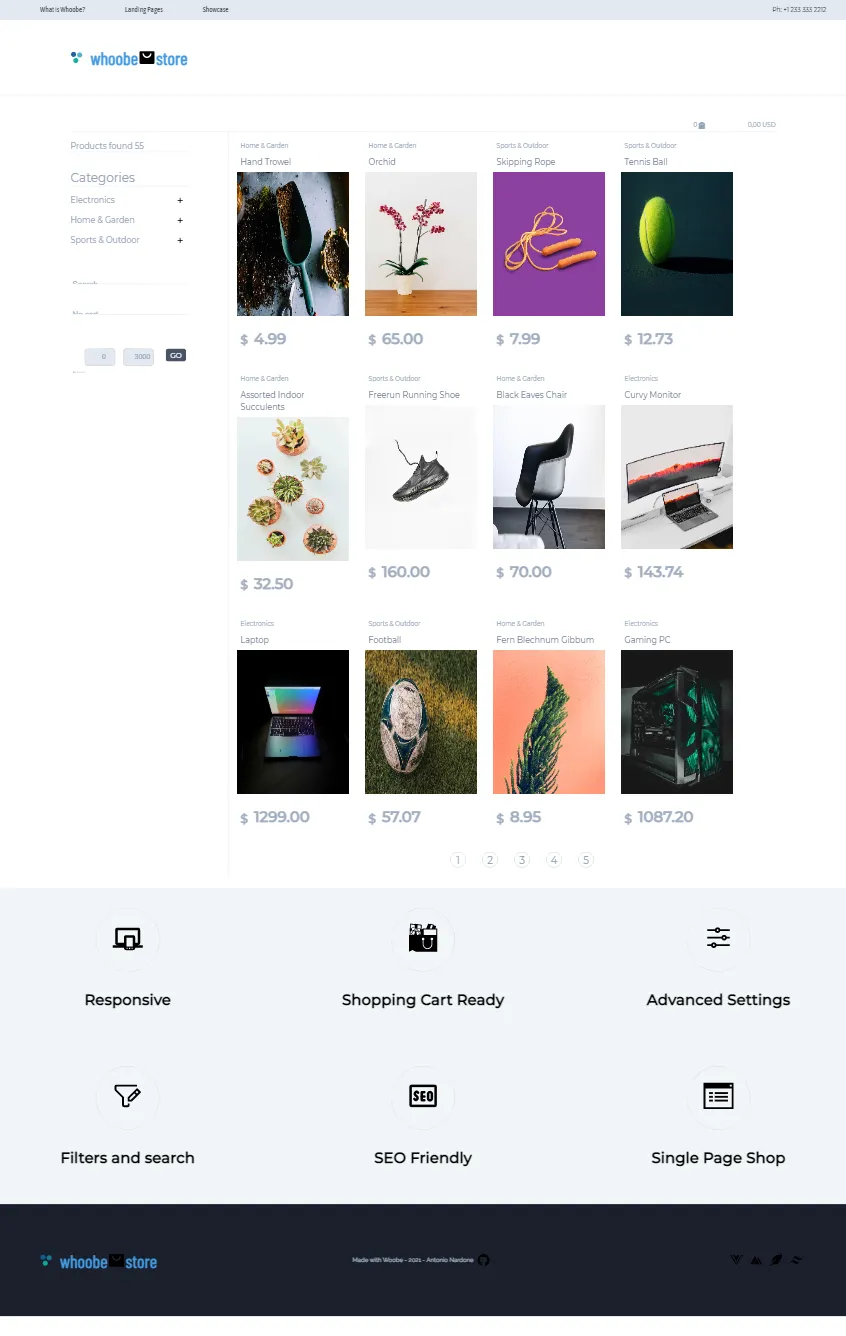 What is Whoobe?
Landing Pages
Showcase
Ph: +1 233 333 2212
whoobe store
0
0,00 USD
Products found 55
Categories
Electronics +
Home & Garden +
Sports & Outdoor +
0
3000
GO
Home & Garden
Hand Trowel
$ 4.99
Home & Garden
Orchid
$ 65.00
Sports & Outdoor
Skipping Rope
$ 7.99
Sports & Outdoor
Tennis Ball
$ 12.73
Home & Garden
Assorted Indoor
Succulents
$ 32.50
Sports & Outdoor
Freerun Running Shoe
$ 160.00
Home & Garden
Black Eaves Chair
$ 70.00
Electronics
Curvy Monitor
$ 143.74
Electronics
Laptop
$ 1299.00
Sports & Outdoor
Football
$ 57.07
Home & Garden
Fern Blechnum Gibbum
$ 8.95
Electronics
Gaming PC
$ 1087.20
1 2 3 4 5
Responsive
Shopping Cart Ready
Advanced Settings
Filters and search
SEO
SEO Friendly
Single Page Shop
whoobe store
Made with Woobe - 2021 - Antonio Nardone